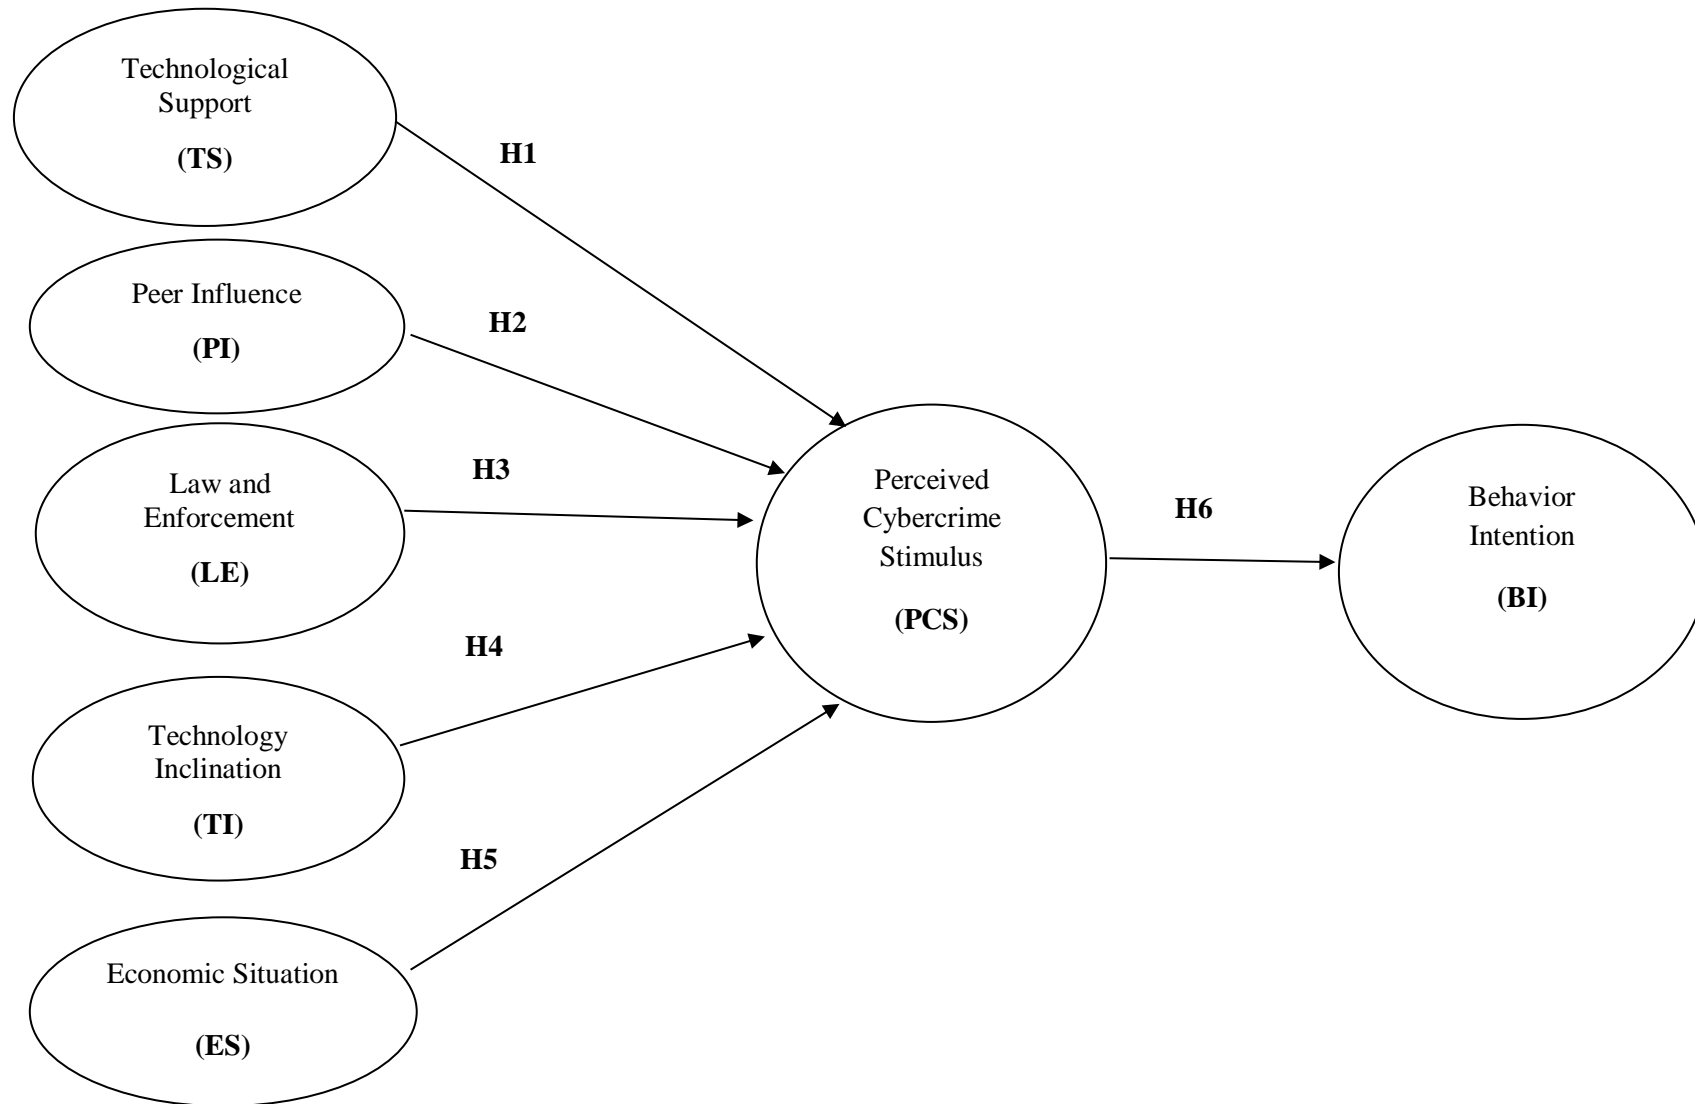 Technological
Support
(TS)
H1
Peer Influence
(PI)
H2
Law and
Enforcement
(LE)
H3
Technology
Inclination
(TI)
H4
Economic Situation
(ES)
H5
Perceived
Cybercrime
Stimulus
(PCS)
H6
Behavior
Intention
(BI)